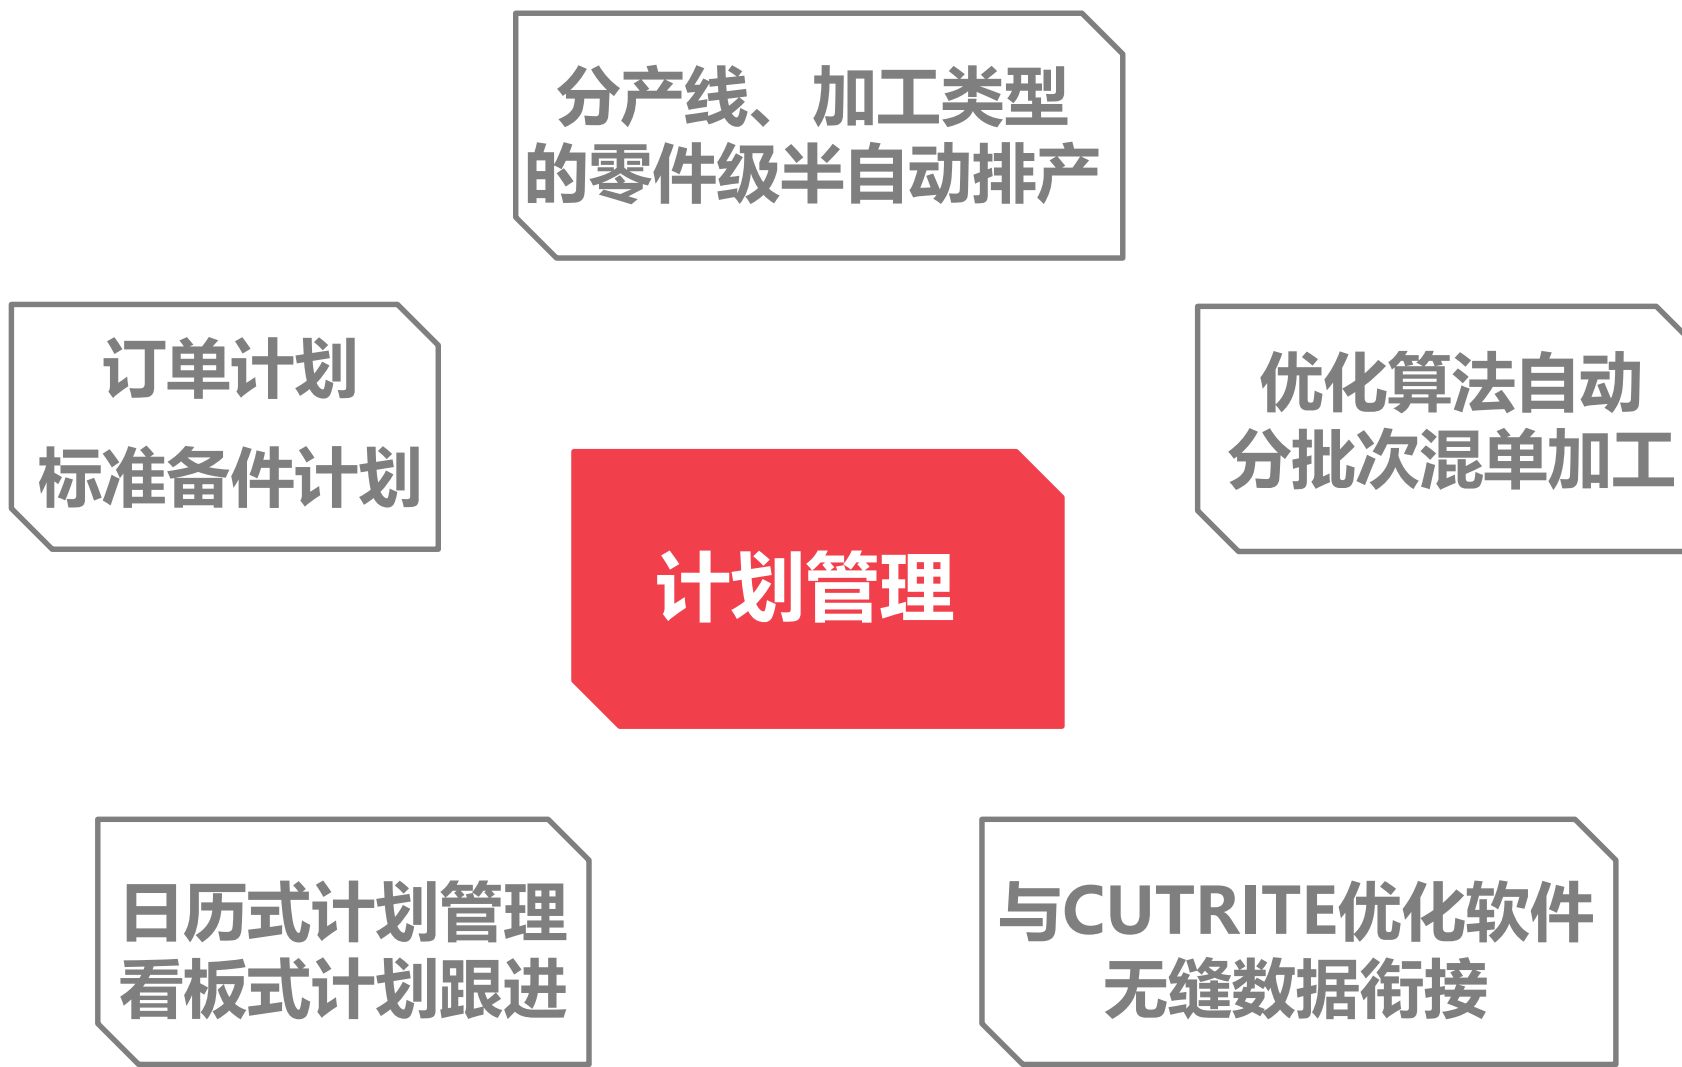 分产线、加工类型
的零件级半自动排产
订单计划
标准备件计划
优化算法自动
分批次混单加工
计划管理
日历式计划管理
看板式计划跟进
与CUTRITE优化软件
无缝数据衔接